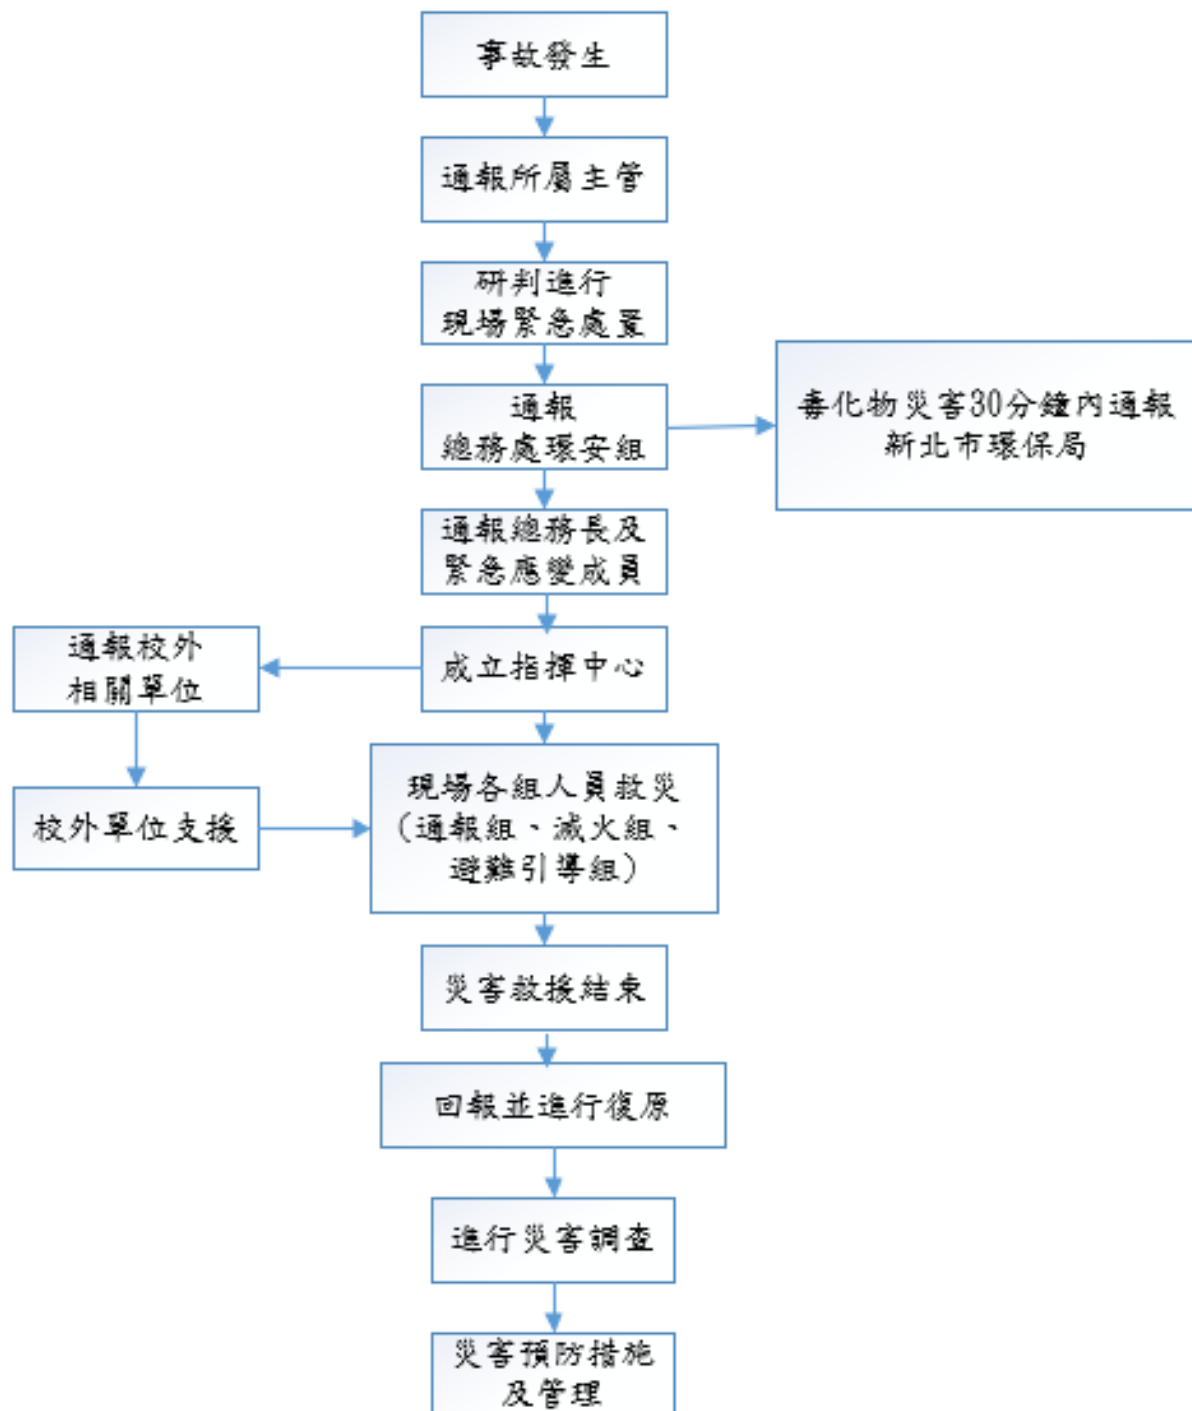 事故發生
通報所屬主管
研判進行
現場緊急處置
通報
總務處環安組
毒化物災害30分鐘內通報
新北市環保局
通報總務長及
緊急應變成員
成立指揮中心
通報校外
相關單位
校外單位支援
現場各組人員救災
(通報組、滅火組、
避難引導組)
災害救援結束
回報並進行復原
進行災害調查
災害預防措施
及管理